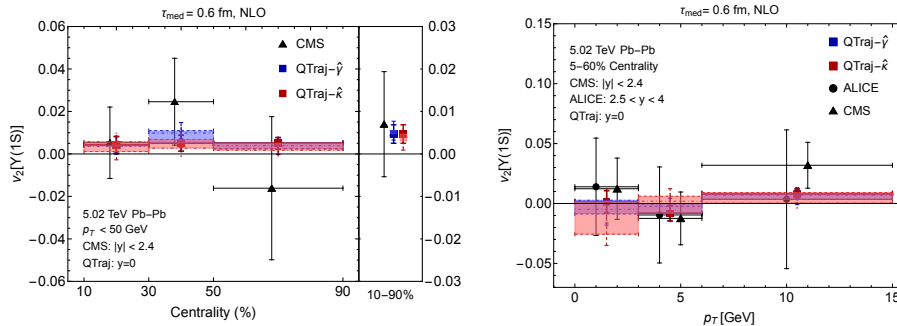 τmed = 0.6 fm, NLO
0.06
0.04
0.02
0.00
-0.02
-0.04
-0.06
v2[Υ(1S)]
CMS
QTraj-γ̂
QTraj-κ̂
5.02 TeV Pb-Pb
pT < 50 GeV
CMS: |y| < 2.4
QTraj: y=0
10 30 50 70 90
Centrality (%)
0.03
0.02
0.01
0.00
-0.01
-0.02
-0.03
10-90%
τmed = 0.6 fm, NLO
0.15
0.10
0.05
0.00
-0.05
v2[Υ(1S)]
5.02 TeV Pb-Pb
5-60% Centrality
CMS: |y| < 2.4
ALICE: 2.5 < y < 4
QTraj: y=0
QTraj-γ̂
QTraj-κ̂
ALICE
CMS
0 5 10 15
pT [GeV]